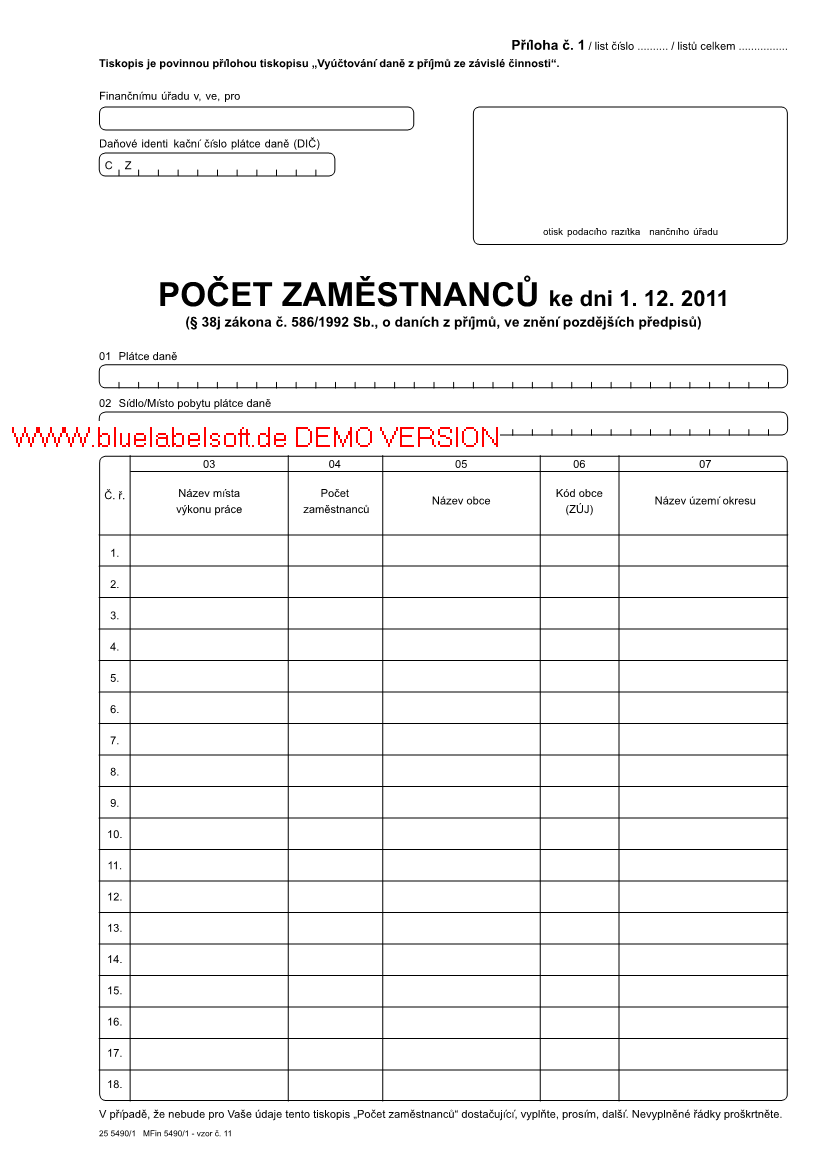 Příloha č. 1 / list číslo .......... / listů celkem ................
Tiskopis je povinnou přílohou tiskopisu „Vyúčtování daně z příjmů ze závislé činnosti“.
Finančnímu úřadu v, ve, pro
Daňové identi kační číslo plátce daně (DIČ)
C Z
otisk podacího razítka nančního úřadu
POČET ZAMĚSTNANCŮ ke dni 1. 12. 2011
(§ 38j zákona č. 586/1992 Sb., o daních z příjmů, ve znění pozdějších předpisů)
01 Plátce daně
02 Sídlo/Místo pobytu plátce daně
WWW.bluelabelsoft.de DEMO VERSION
03 04 05 06 07
Č. ř.
Název místa
výkonu práce
Počet
zaměstnanců
Název obce
Kód obce
(ZÚJ)
Název území okresu
1.
2.
3.
4.
5.
6.
7.
8.
9.
10.
11.
12.
13.
14.
15.
16.
17.
18.
V případě, že nebude pro Vaše údaje tento tiskopis „Počet zaměstnanců“ dostačující, vyplňte, prosím, další. Nevyplněné řádky proškrtněte.
25 5490/1 MFin 5490/1 - vzor č. 11